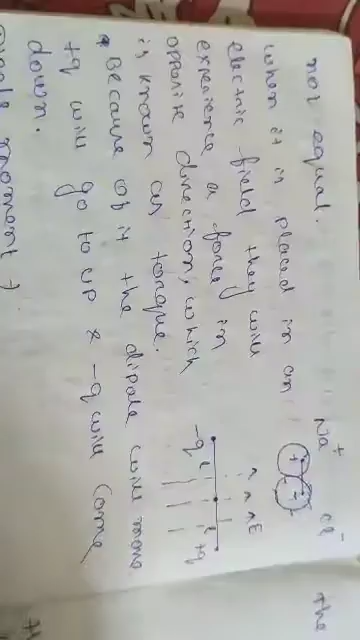 not equal.
when it is placed in an
electric field they will
experience a force in
opposite direction, which
is known as torque.
* Because of it the dipole will move
+q will go to up & -q will come
down.
moment
Na+ Cl-
+ -
E
-q l l +q
the